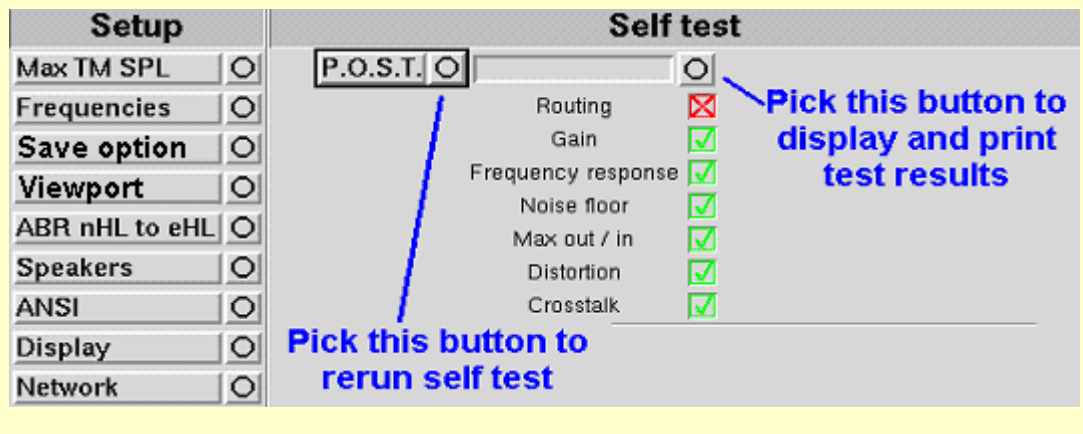 Setup
Max TM SPL
Frequencies
Save option
Viewport
ABR nHL to eHL
Speakers
ANSI
Display
Network
Self test
P.O.S.T.
Routing
Gain
Frequency response
Noise floor
Max out / in
Distortion
Crosstalk
Pick this button to
display and print
test results
Pick this button to
rerun self test